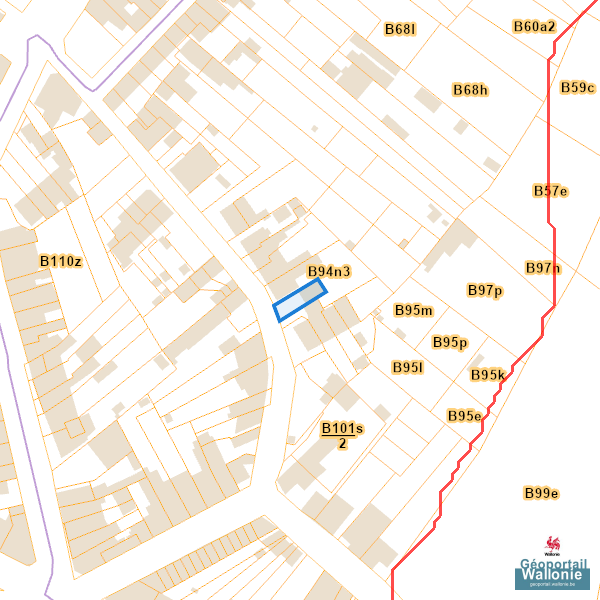 B68l
B60a2
B68h
B59c
B57e
B110z
B94n3
B97h
B97p
B95m
B95p
B95l
B95k
B95e
B101s
2
B99e
Wallonie
Géoportail
Wallonie
geoportail.wallonie.be